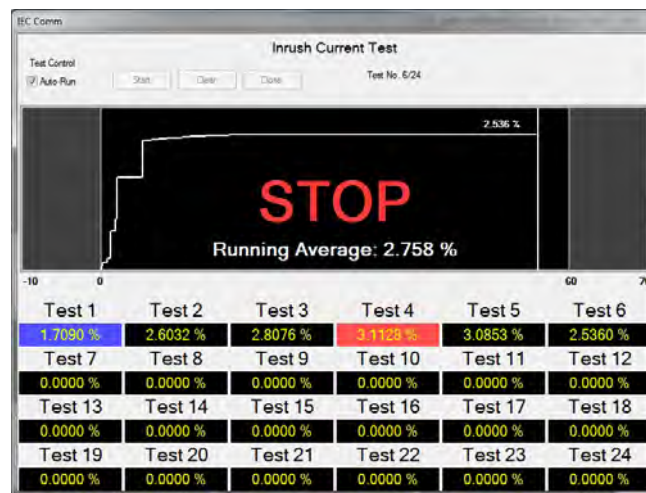 IEC Comm
Inrush Current Test
Test Control
Auto-Run
Start
Clear
Close
Test No. 6/24
2.536 %
STOP
Running Average: 2.758 %
-10 0 60
Test 1 Test 2 Test 3 Test 4 Test 5 Test 6
1.7090 % 2.6032 % 2.8076 % 3.1128 % 3.0853 % 2.5360 %
Test 7 Test 8 Test 9 Test 10 Test 11 Test 12
0.0000 % 0.0000 % 0.0000 % 0.0000 % 0.0000 % 0.0000 %
Test 13 Test 14 Test 15 Test 16 Test 17 Test 18
0.0000 % 0.0000 % 0.0000 % 0.0000 % 0.0000 % 0.0000 %
Test 19 Test 20 Test 21 Test 22 Test 23 Test 24
0.0000 % 0.0000 % 0.0000 % 0.0000 % 0.0000 % 0.0000 %